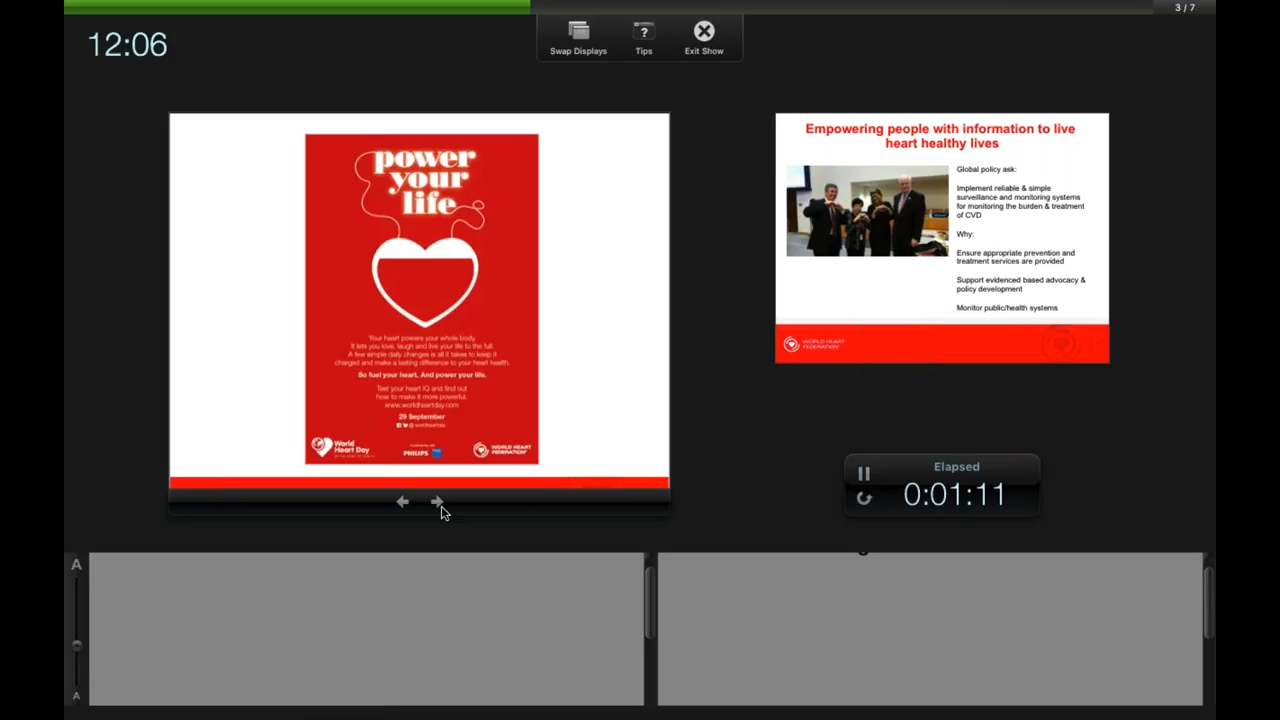 3 / 7
12:06
Swap Displays
Tips
Exit Show
power
your
life
Your heart powers your whole body.
It lets you love, laugh and live your life to the full.
A few simple daily changes is all it takes to keep it
charged and make a lasting difference to your heart health.
So fuel your heart. And power your life.
Test your heart IQ and find out
how to make it more powerful.
www.worldheartday.com
29 September
@worldheartday
World
Heart Day
PHILIPS
WORLD HEART
FEDERATION
Empowering people with information to live
heart healthy lives
Global policy ask:
Implement reliable & simple
surveillance and monitoring systems
for monitoring the burden & treatment
of CVD
Why:
Ensure appropriate prevention and
treatment services are provided
Support evidenced based advocacy &
policy development
Monitor public/health systems
WORLD HEART
FEDERATION
Elapsed
0:01:11
A
A